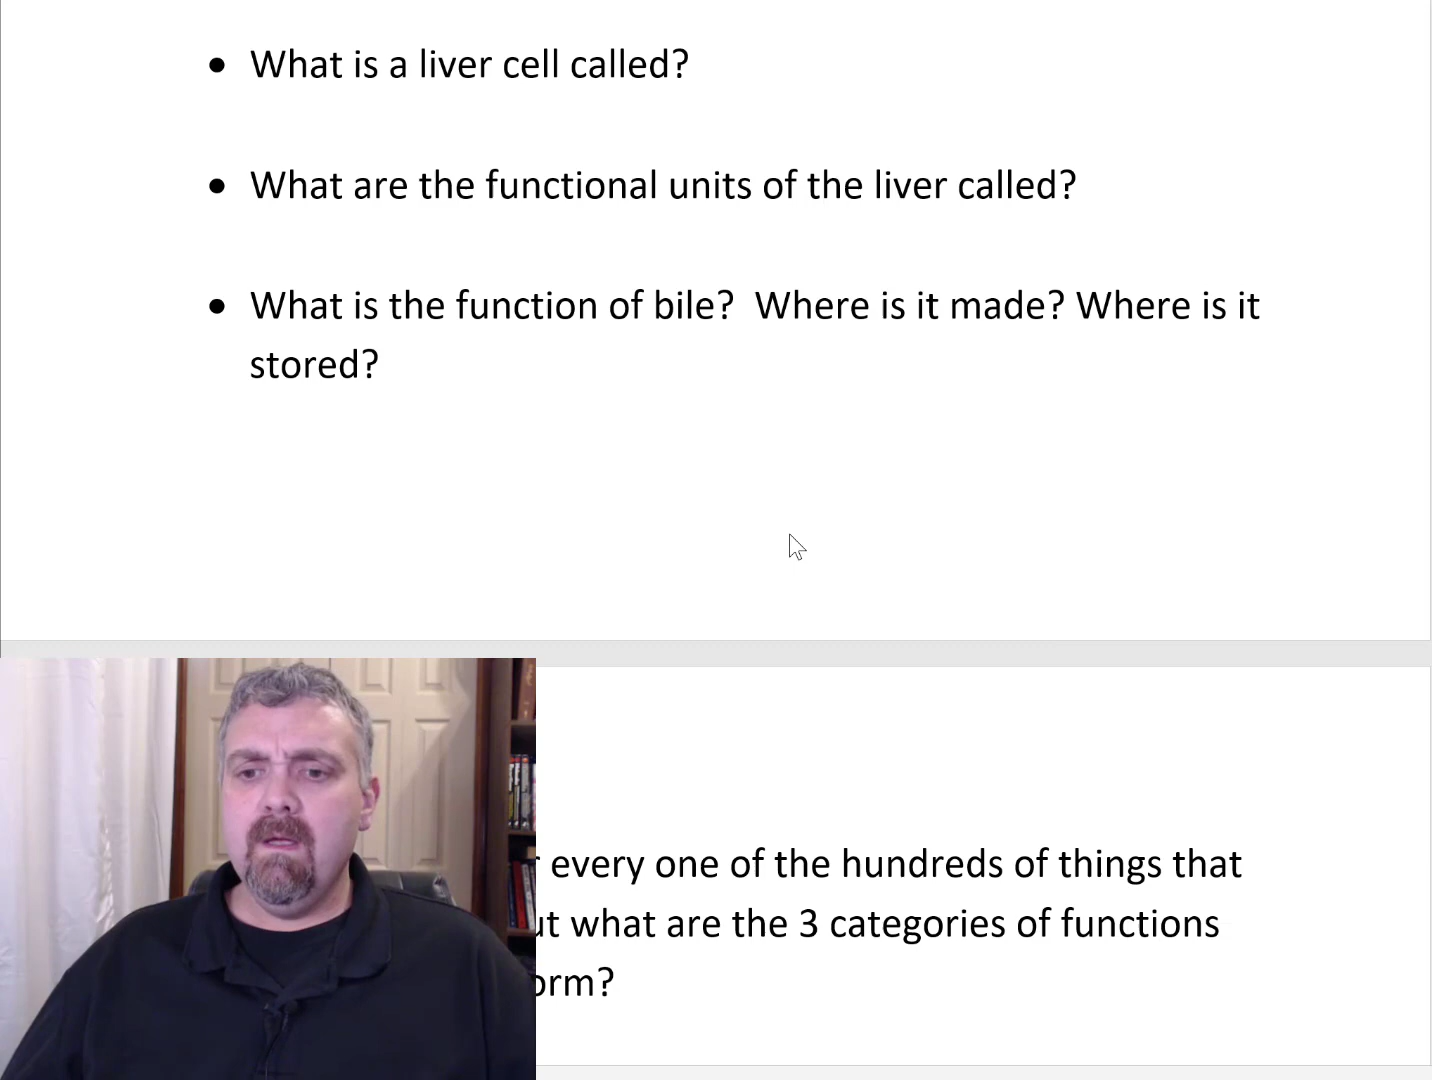 • What is a liver cell called?
• What are the functional units of the liver called?
• What is the function of bile?  Where is it made? Where is it
stored?
every one of the hundreds of things that
what are the 3 categories of functions